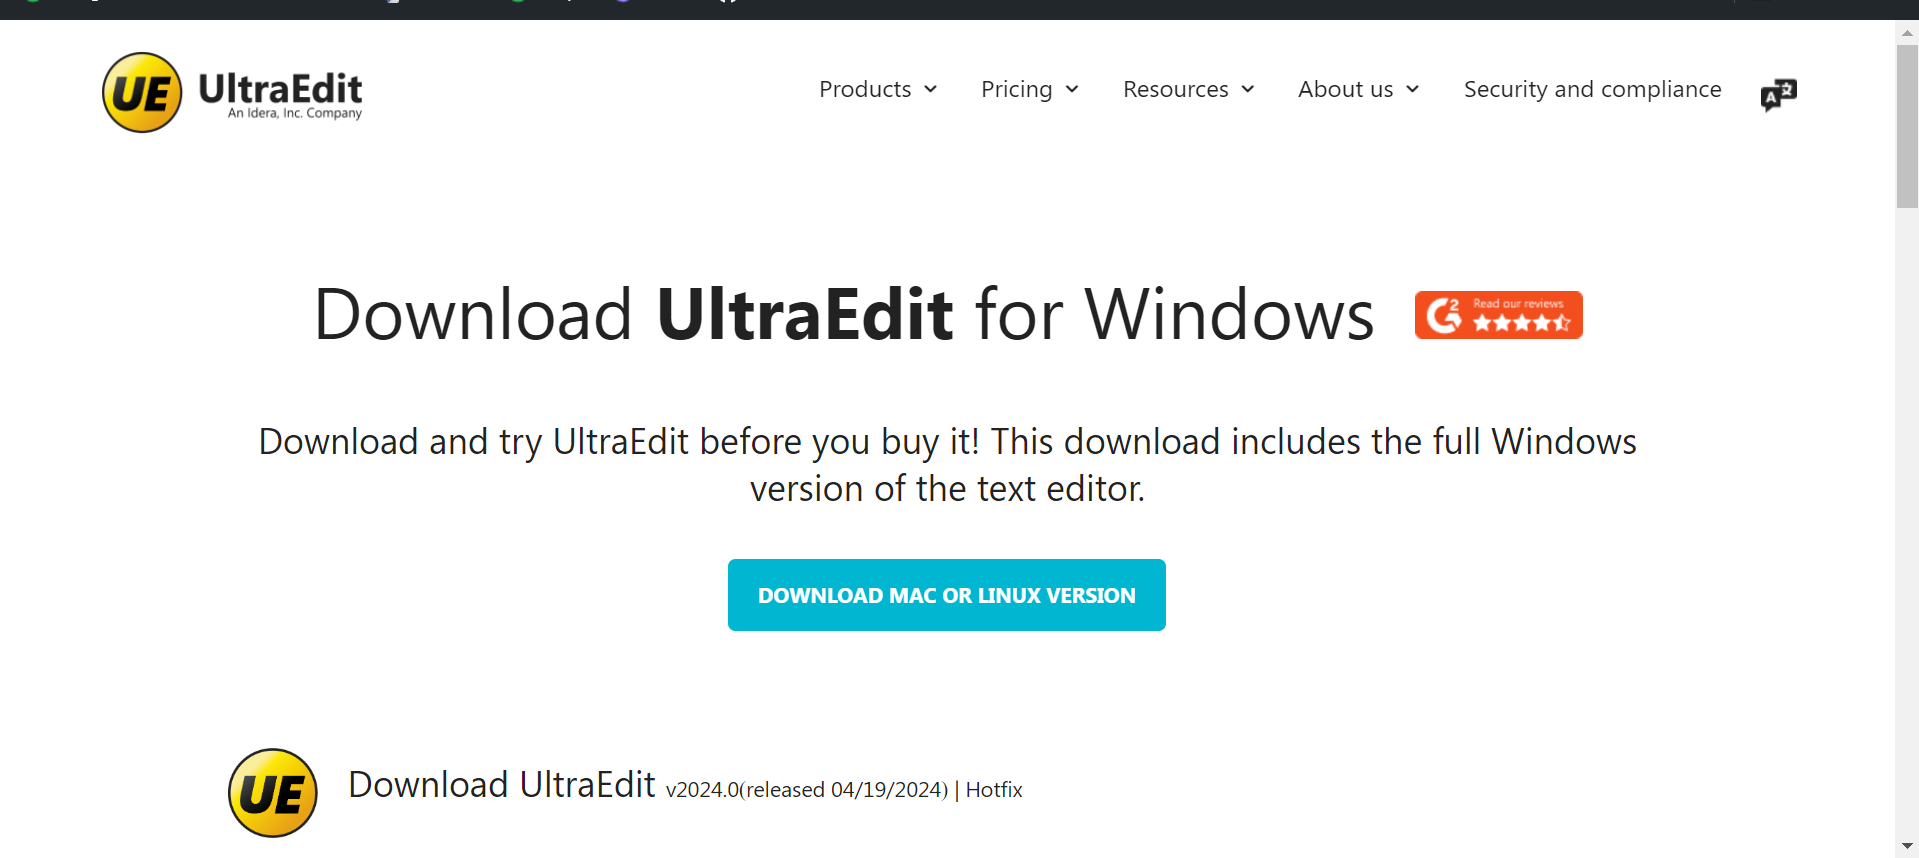 UE UltraEdit
An Idera, Inc. Company
Products Pricing Resources About us Security and compliance A
Download UltraEdit for Windows
G2 Read our reviews
Download and try UltraEdit before you buy it! This download includes the full Windows
version of the text editor.
DOWNLOAD MAC OR LINUX VERSION
UE Download UltraEdit v2024.0(released 04/19/2024) | Hotfix